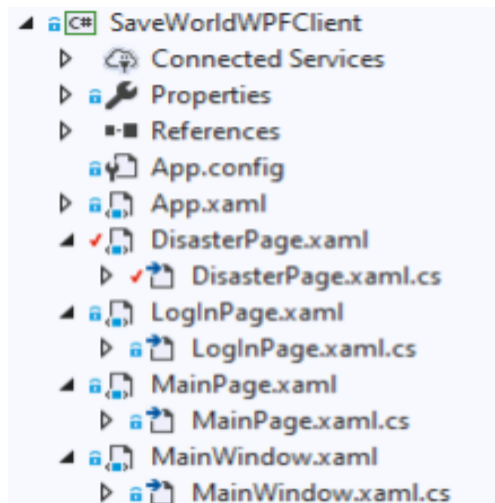 C# SaveWorldWPFClient
Connected Services
Properties
References
App.config
App.xaml
DisasterPage.xaml
DisasterPage.xaml.cs
LogInPage.xaml
LogInPage.xaml.cs
MainPage.xaml
MainPage.xaml.cs
MainWindow.xaml
MainWindow.xaml.cs